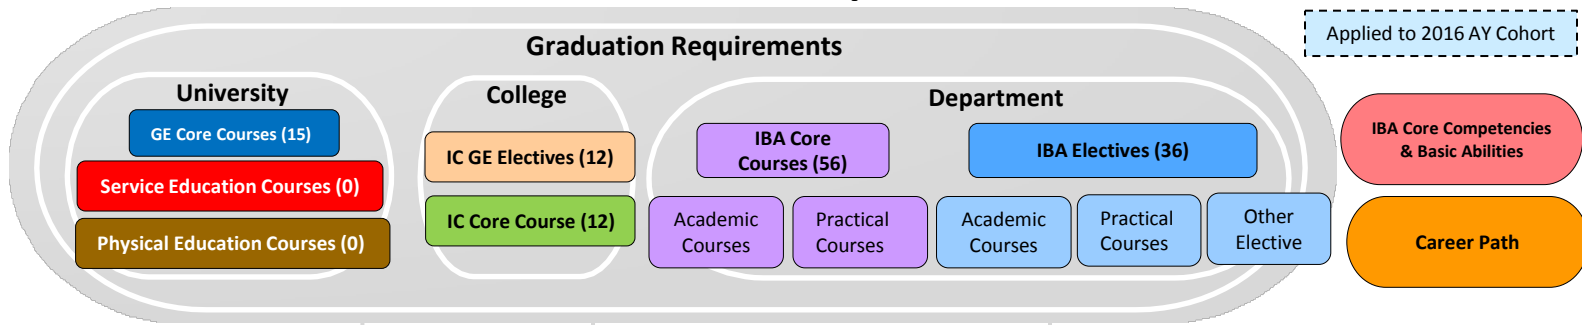 Graduation Requirements
Applied to 2016 AY Cohort
University
College
Department
GE Core Courses (15)
Service Education Courses (0)
Physical Education Courses (0)
IC GE Electives (12)
IC Core Course (12)
IBA Core
Courses (56)
IBA Electives (36)
Academic
Courses
Practical
Courses
Academic
Courses
Practical
Courses
Other
Elective
IBA Core Competencies
& Basic Abilities
Career Path